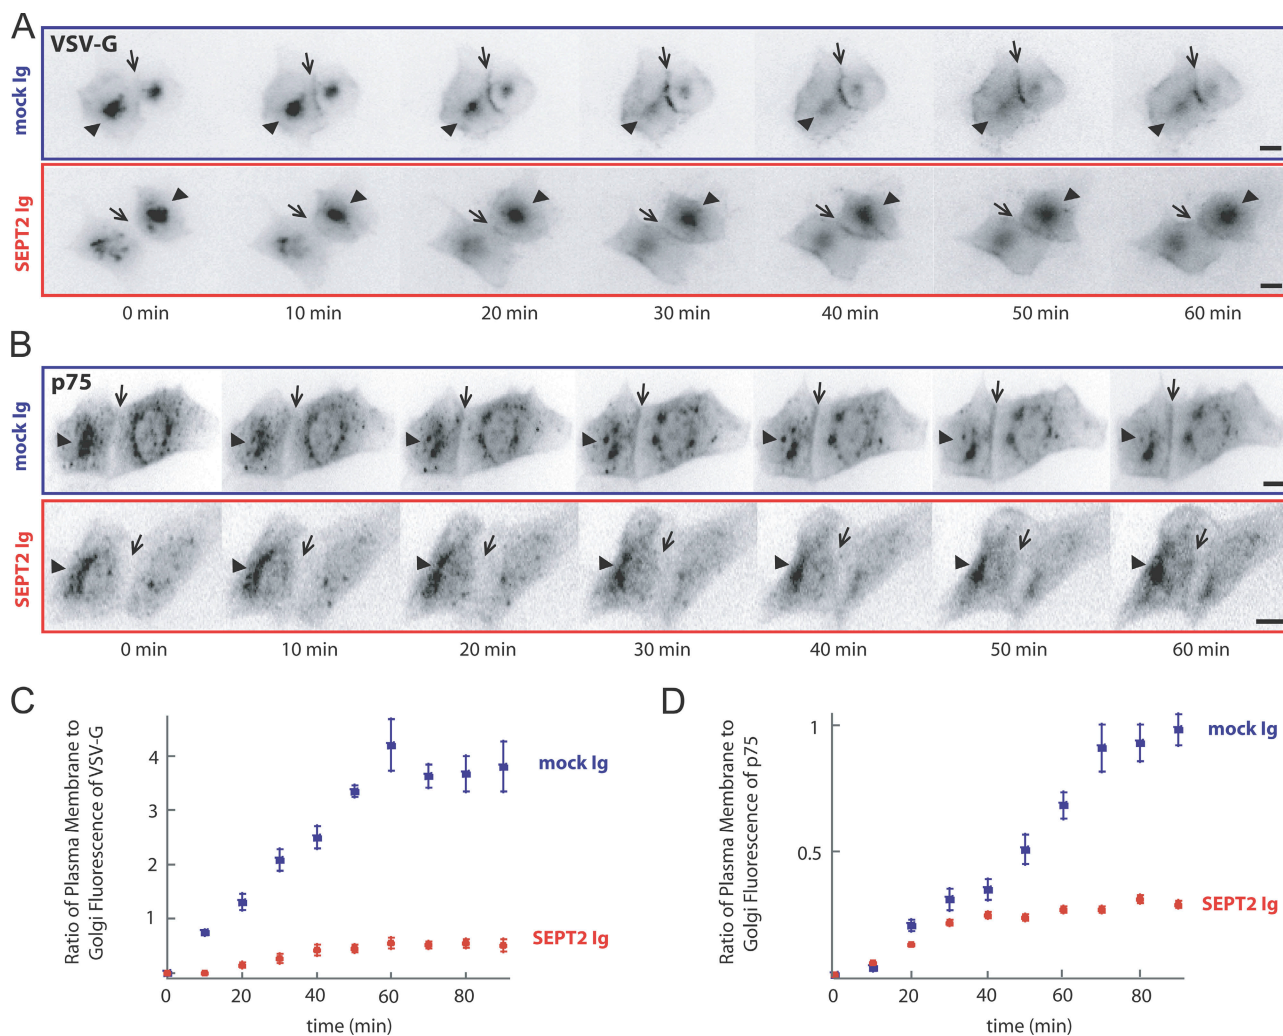 A
VSV-G
mock Ig
SEPT2 Ig
0 min 10 min 20 min 30 min 40 min 50 min 60 min
B
p75
mock Ig
SEPT2 Ig
0 min 10 min 20 min 30 min 40 min 50 min 60 min
C
Ratio of Plasma Membrane to
Golgi Fluorescence of VSV-G
4
3
2
1
0 20 40 60 80
time (min)
mock Ig
SEPT2 Ig
D
Ratio of Plasma Membrane to
Golgi Fluorescence of p75
1
0.5
0 20 40 60 80
time (min)
mock Ig
SEPT2 Ig